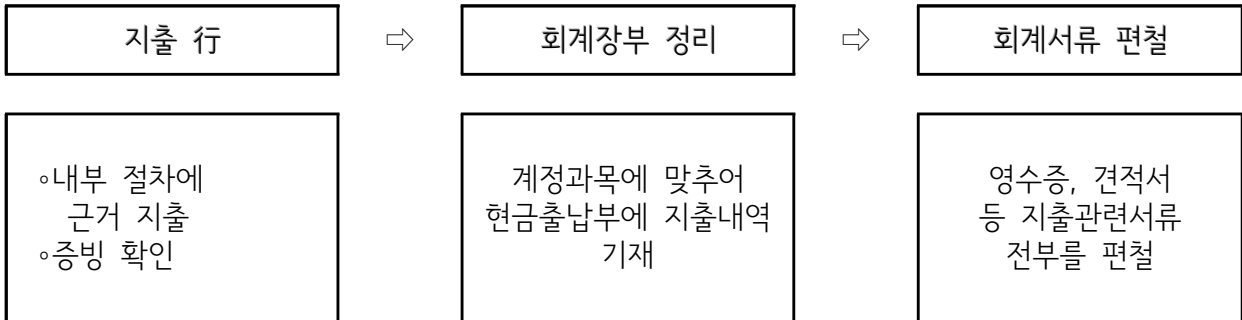 지출 行 ⇨ 회계장부 정리 ⇨ 회계서류 편철
◦내부 절차에
근거 지출
◦증빙 확인
계정과목에 맞추어
현금출납부에 지출내역
기재
영수증, 견적서
등 지출관련서류
전부를 편철